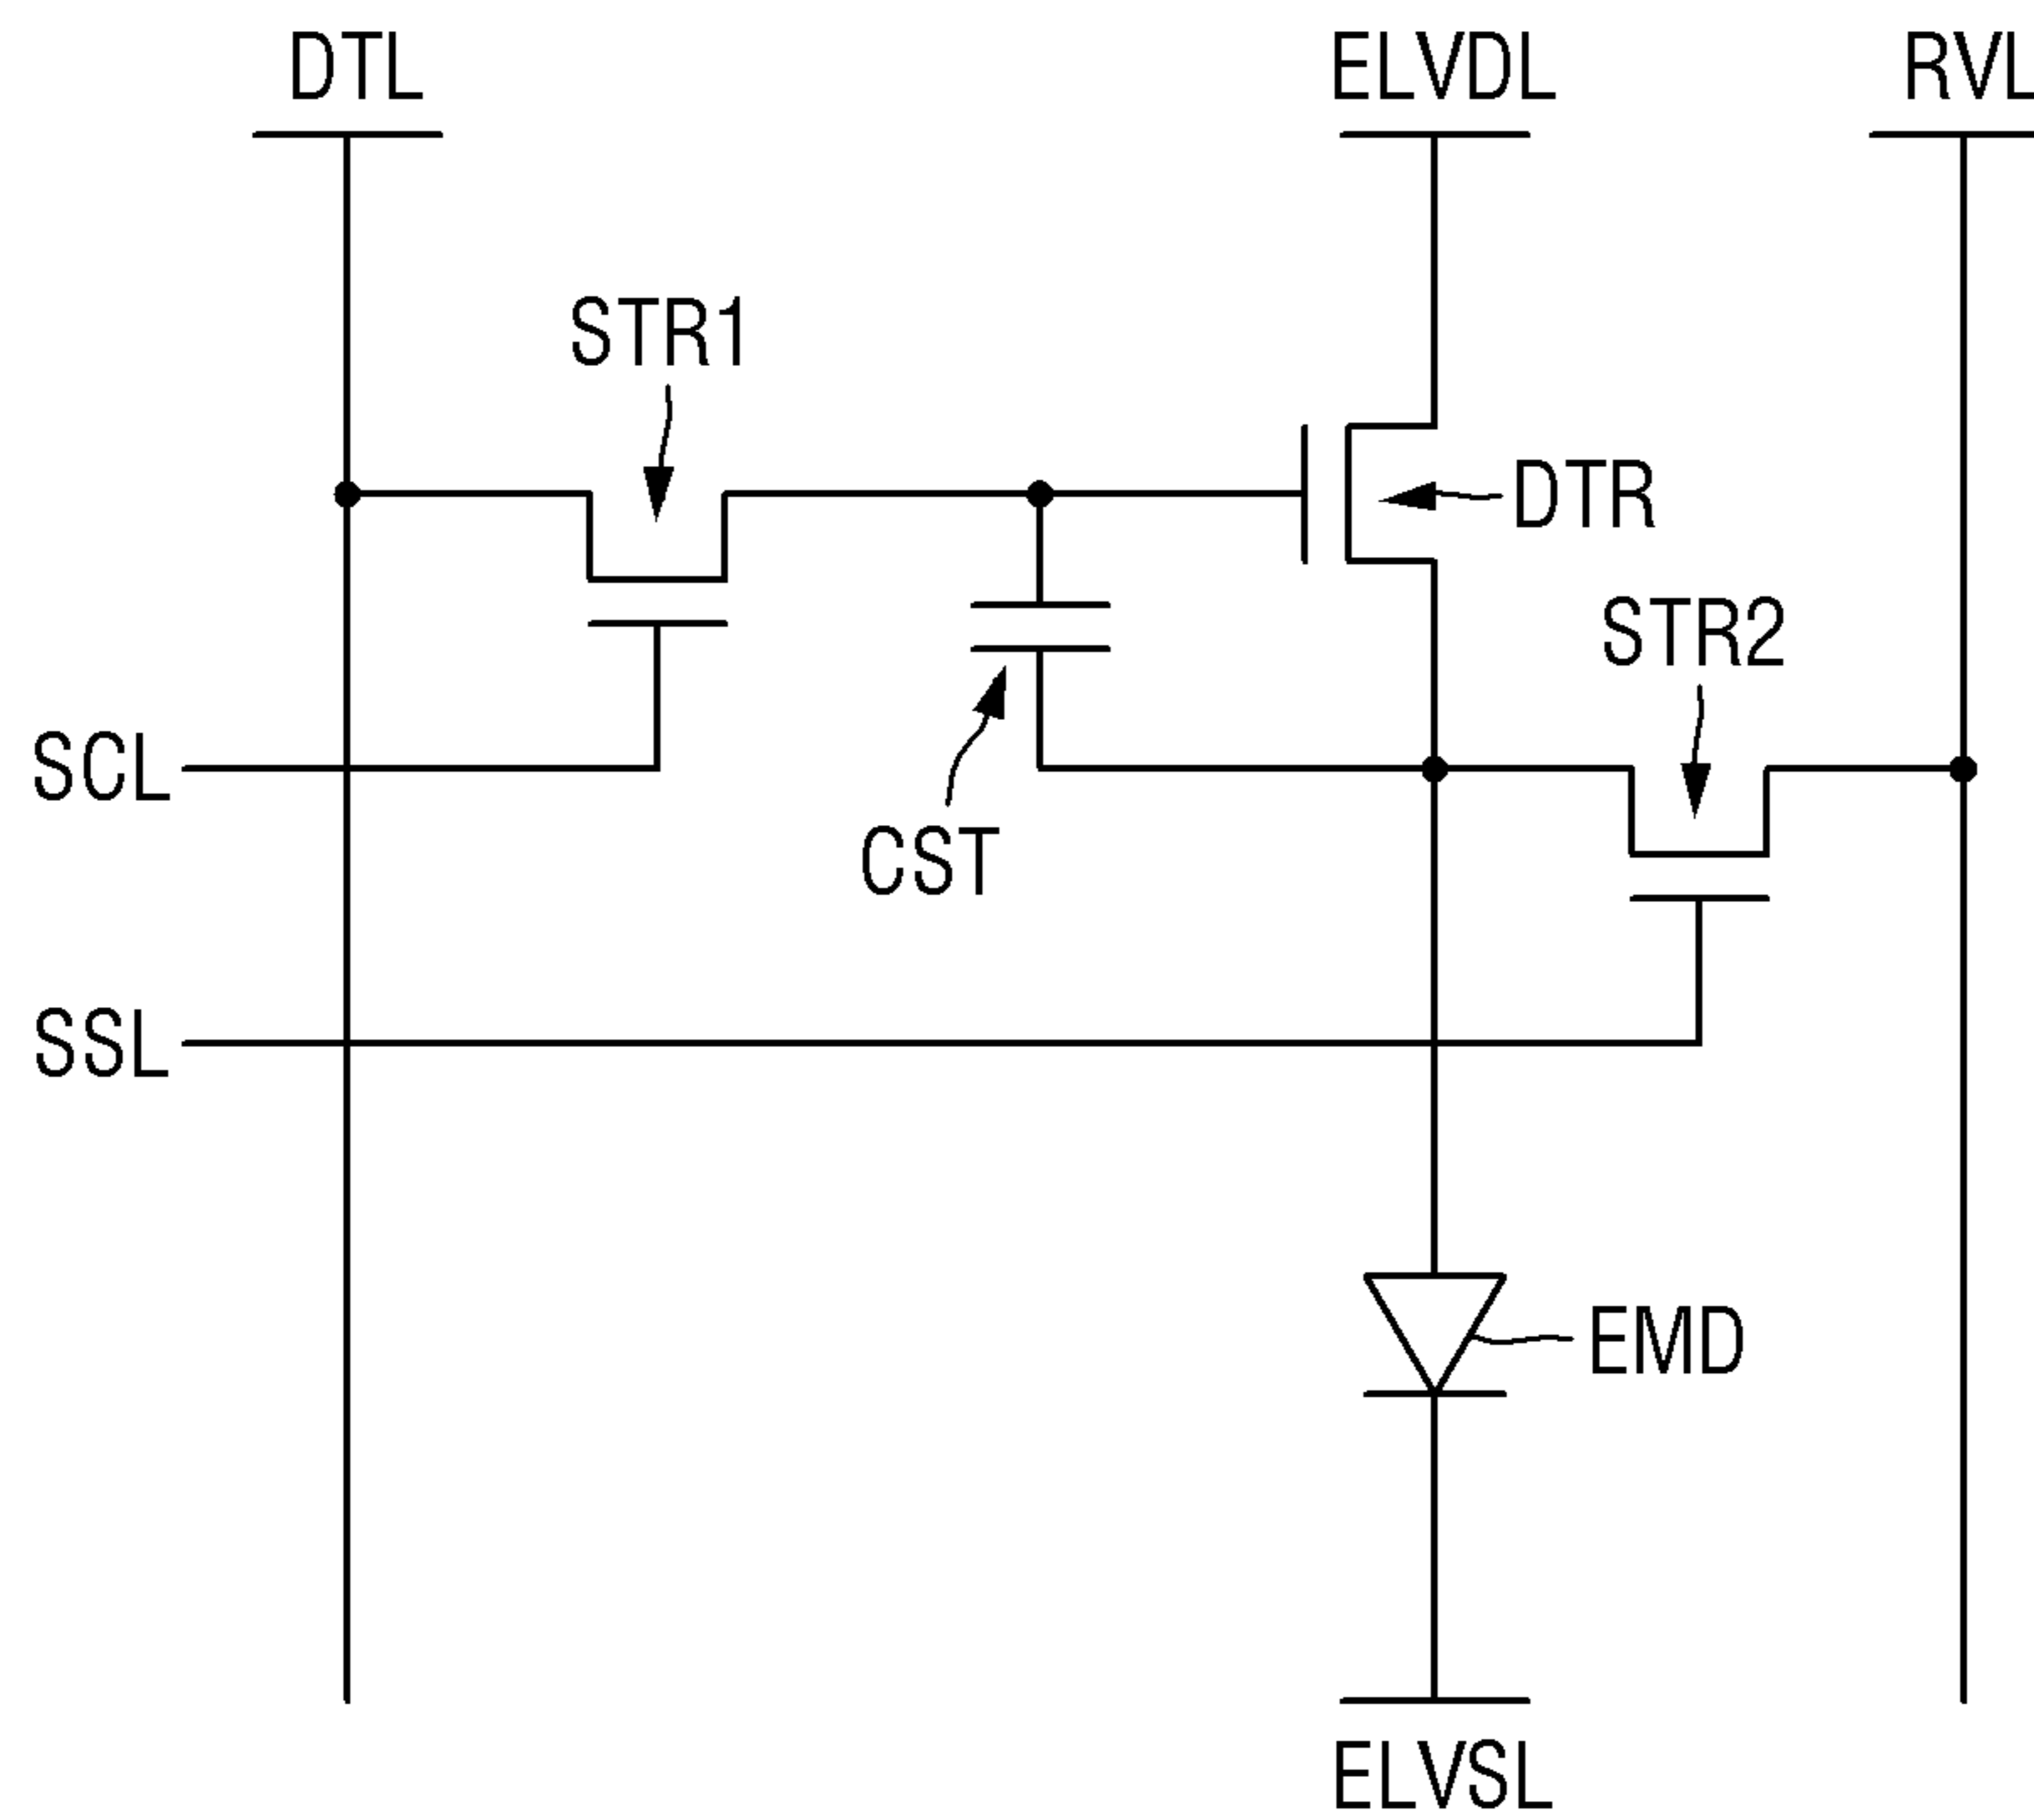 DTL
ELVDL
RVL
STR1
DTR
STR2
SCL
CST
SSL
EMD
ELVSL